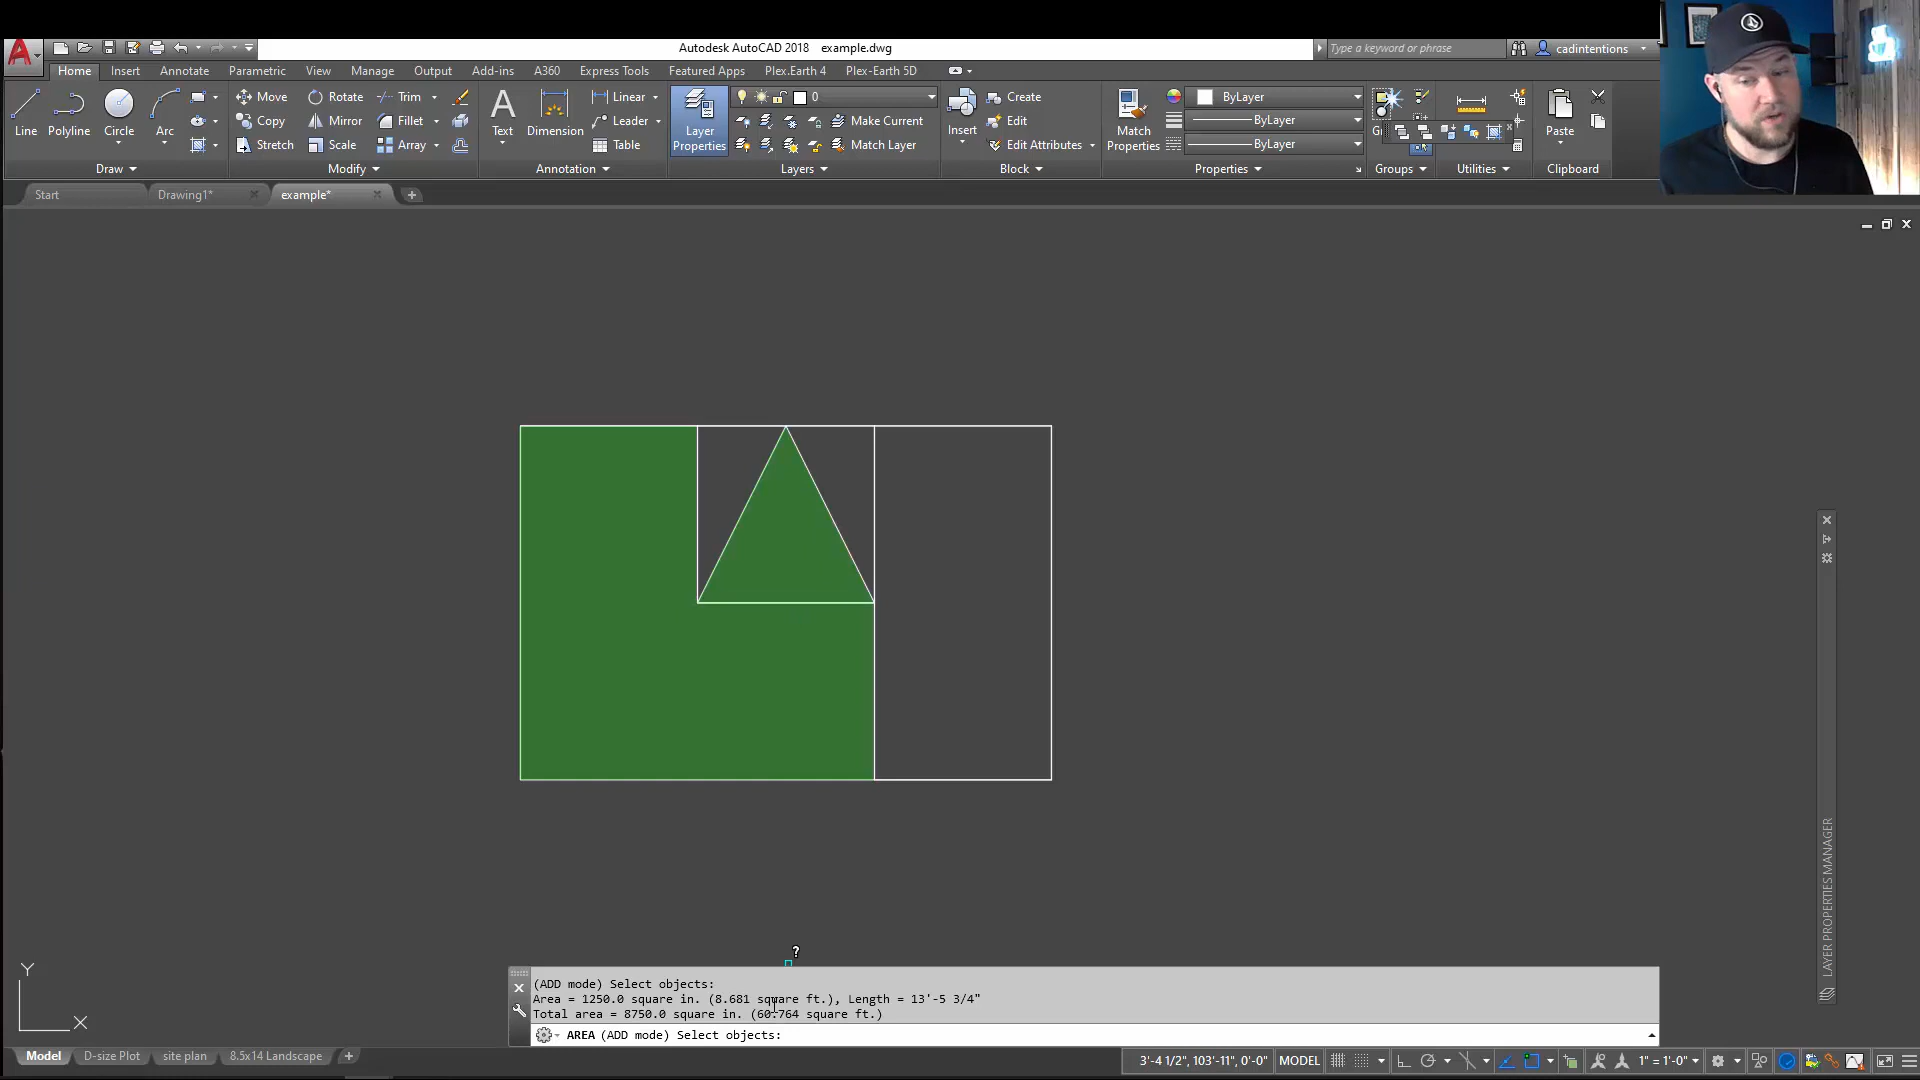 Autodesk AutoCAD 2018 example.dwg
Type a keyword or phrase
cadintentions
Home Insert Annotate Parametric View Manage Output Add-ins A360 Express Tools Featured Apps Plex.Earth 4 Plex-Earth 5D
Line Polyline Circle Arc
Move Rotate Trim
Copy Mirror Fillet
Stretch Scale Array
Text Dimension
Linear
Leader
Table
Layer Properties
0
Make Current
Match Layer
Insert
Create
Edit
Edit Attributes
Match Properties
ByLayer
ByLayer
ByLayer
Paste
Draw Modify Annotation Layers Block Properties Groups Utilities Clipboard
Start Drawing1* example*
LAYER PROPERTIES MANAGER
?
(ADD mode) Select objects:
Area = 1250.0 square in. (8.681 square ft.), Length = 13'-5 3/4"
Total area = 8750.0 square in. (60.764 square ft.)
AREA (ADD mode) Select objects:
Y
X
Model D-size Plot site plan 8.5x14 Landscape
3'-4 1/2", 103'-11", 0'-0" MODEL 1" = 1'-0"